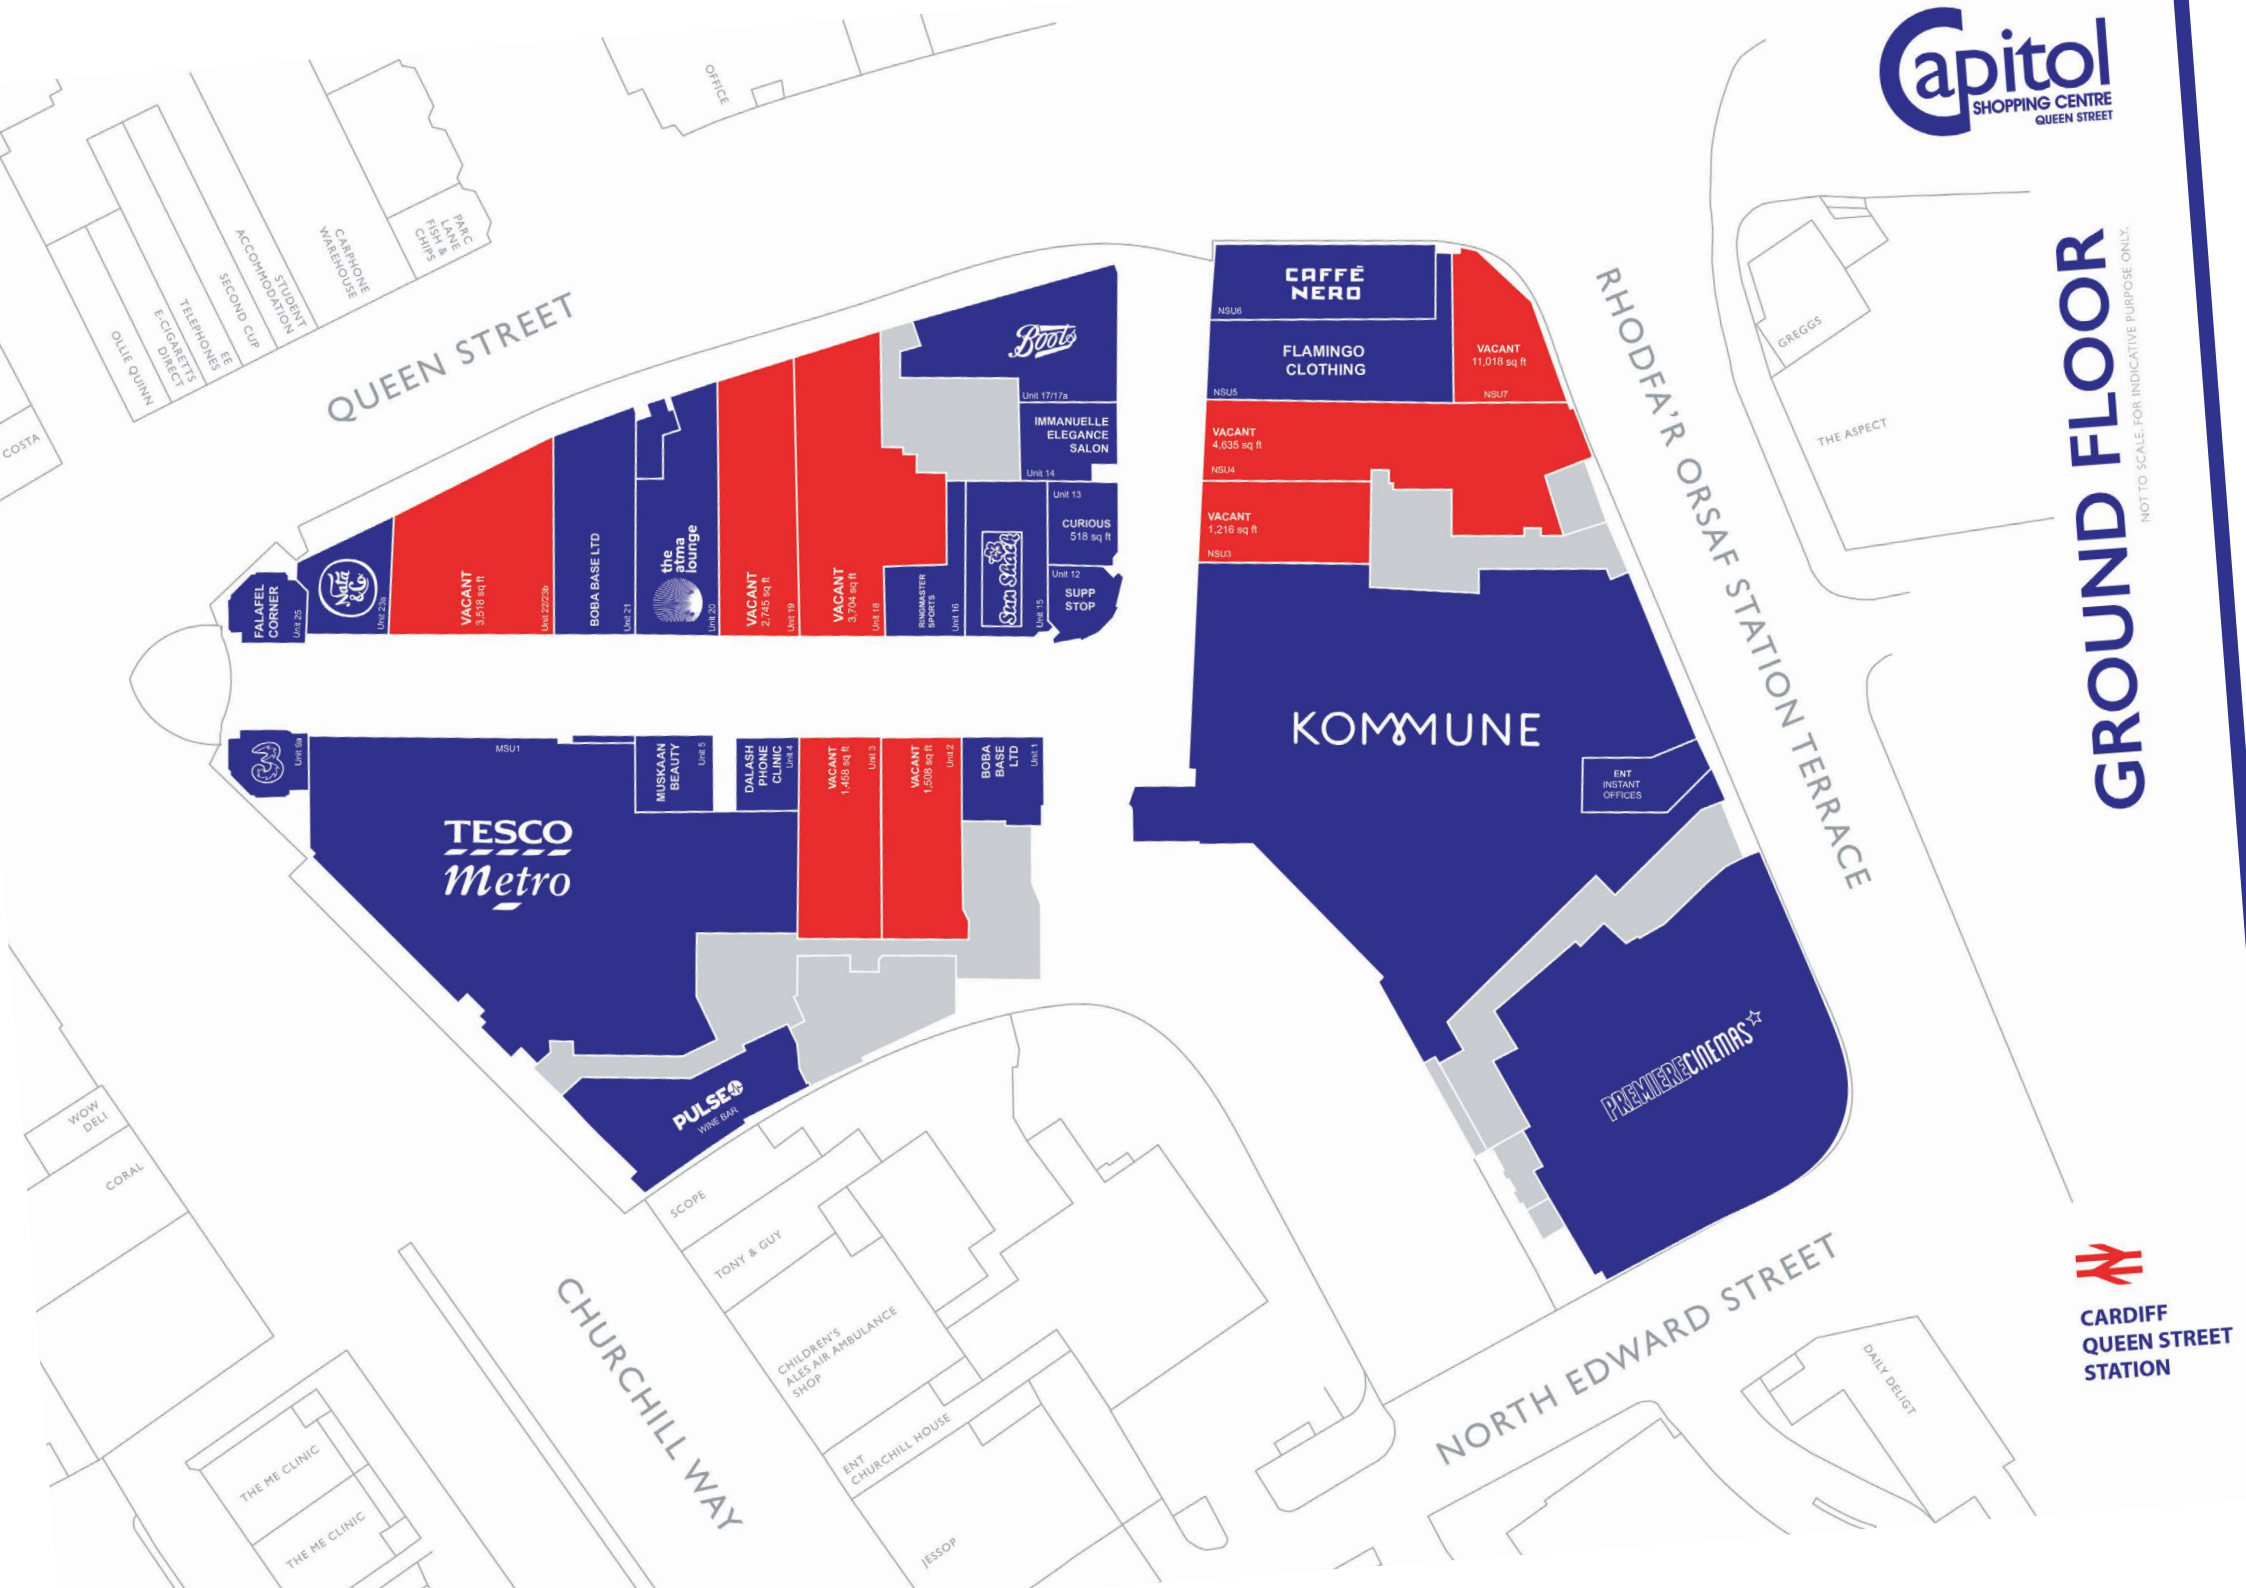 Capitol
SHOPPING CENTRE
QUEEN STREET
GROUND FLOOR
NOT TO SCALE. FOR INDICATIVE PURPOSE ONLY.
OFFICE
OLLIE QUINN
E-CIGARETTS
DIRECT
TELEPHONES
EE
SECOND CUP
STUDENT
ACCOMMODATION
CARPHONE
WAREHOUSE
PARC
LANE
FISH &
CHIPS
COSTA
QUEEN STREET
RHODFA'R ORSAF STATION TERRACE
GREGGS
THE ASPECT
FALAFEL
CORNER
Unit 25
Nata
&Co
Unit 23a
VACANT
3,518 sq ft
Unit 22/23b
BOBA BASE LTD
Unit 21
the
atma
lounge
Unit 20
VACANT
2,745 sq ft
Unit 19
VACANT
3,704 sq ft
Unit 18
RINGMASTER
SPORTS
Unit 16
Sun Shack
Unit 15
Boots
Unit 17/17a
IMMANUELLE
ELEGANCE
SALON
Unit 14
Unit 13
CURIOUS
518 sq ft
Unit 12
SUPP
STOP
CAFFÈ
NERO
NSU6
FLAMINGO
CLOTHING
NSU5
VACANT
11,018 sq ft
NSU7
VACANT
4,635 sq ft
NSU4
VACANT
1,216 sq ft
NSU3
KOMMUNE
ENT
INSTANT
OFFICES
PREMIERECINEMAS
3
Unit 9a
MSU1
TESCO
Metro
MUSKAAN
BEAUTY
Unit 5
DALASH
PHONE
CLINIC
Unit 4
VACANT
1,458 sq ft
Unit 3
VACANT
1,508 sq ft
Unit 2
BOBA
BASE
LTD
Unit 1
PULSE
WINE BAR
WOW
DELI
CORAL
THE ME CLINIC
THE ME CLINIC
CHURCHILL WAY
SCOPE
TONY & GUY
CHILDREN'S
ALES AIR AMBULANCE
SHOP
ENT
CHURCHILL HOUSE
JESSOP
NORTH EDWARD STREET
DAILY DELIGT
CARDIFF
QUEEN STREET
STATION